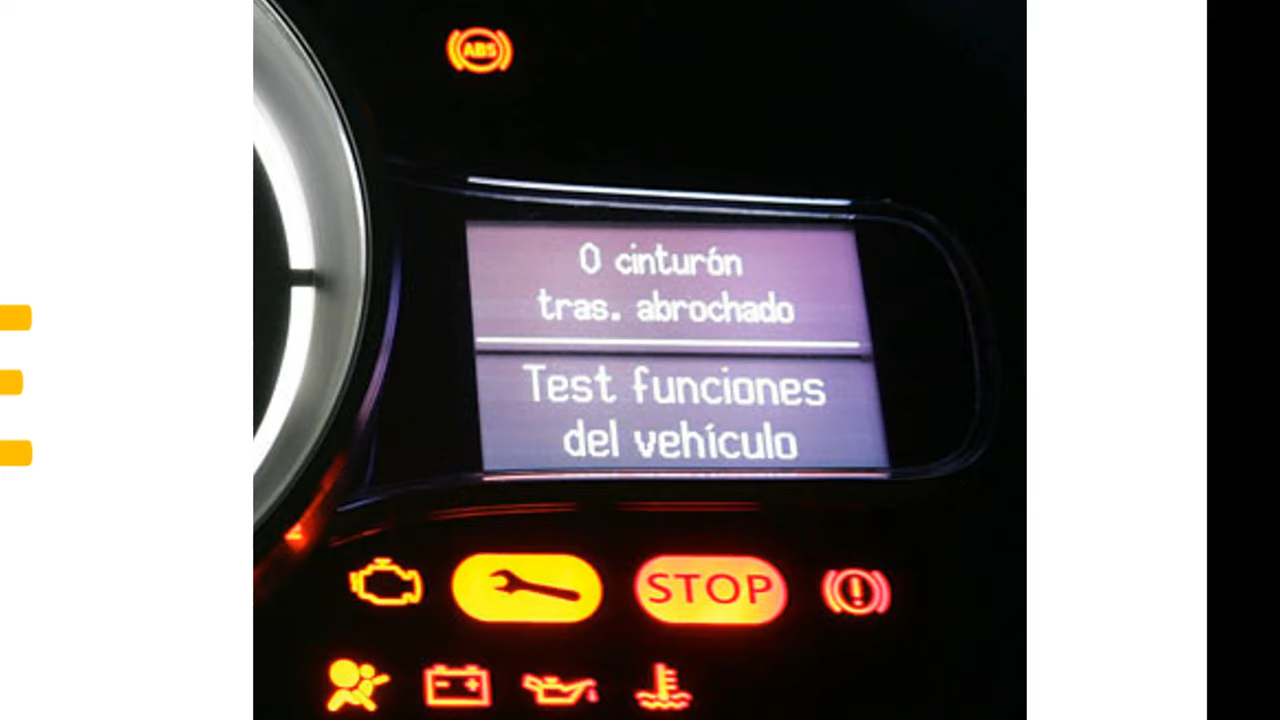 ABS
0 cinturón
tras. abrochado
Test funciones
del vehículo
STOP